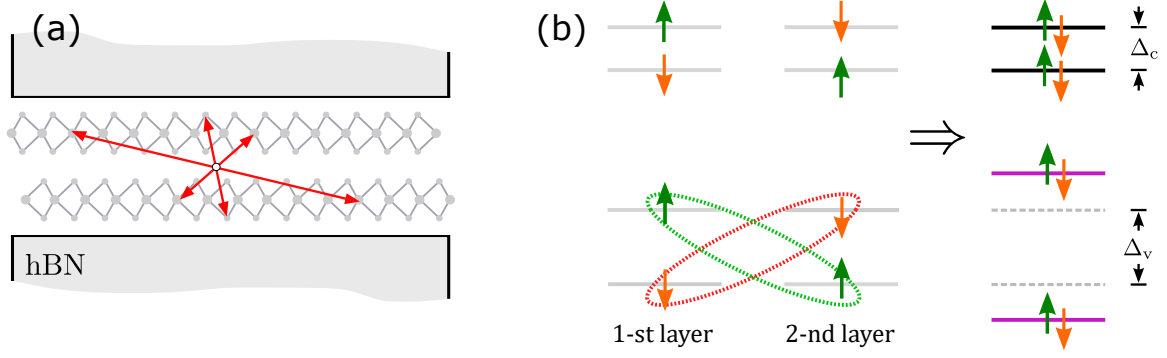 (a)
hBN
(b)
Δc
⇒
Δv
1-st layer
2-nd layer